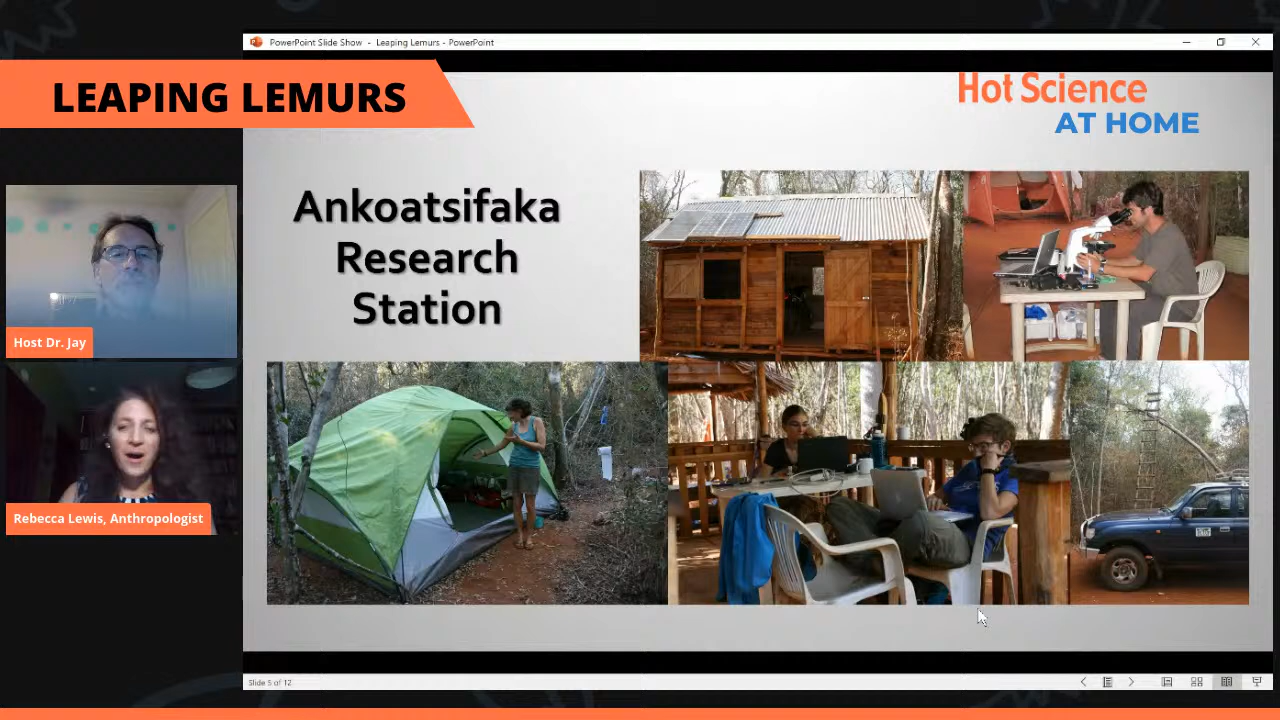 PowerPoint Slide Show - Leaping Lemurs - PowerPoint
LEAPING LEMURS
Hot Science
AT HOME
Ankoatsifaka
Research
Station
Host Dr. Jay
Rebecca Lewis, Anthropologist
Slide 5 of 12